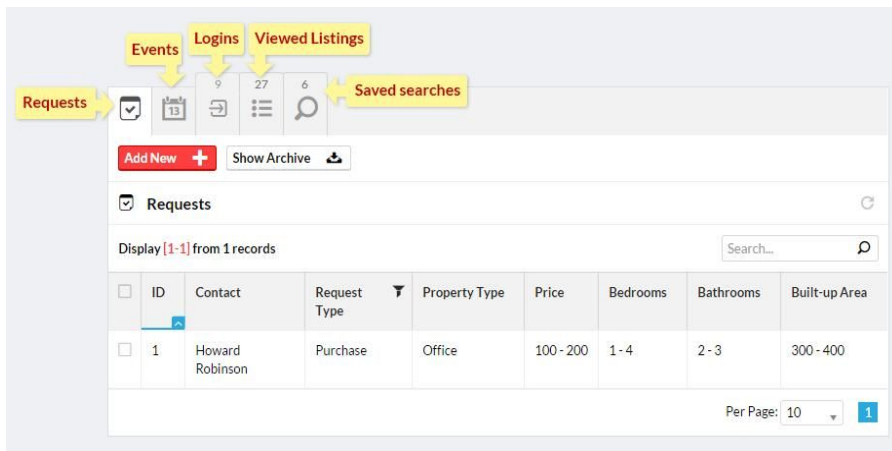 Logins
Viewed Listings
Events
9
27
6
Saved searches
Requests
13
Add New
Show Archive
Requests
Display [1-1] from 1 records
Search...
ID Contact Request Type Property Type Price Bedrooms Bathrooms Built-up Area
1 Howard Robinson Purchase Office 100 - 200 1 - 4 2 - 3 300 - 400
Per Page: 10 1